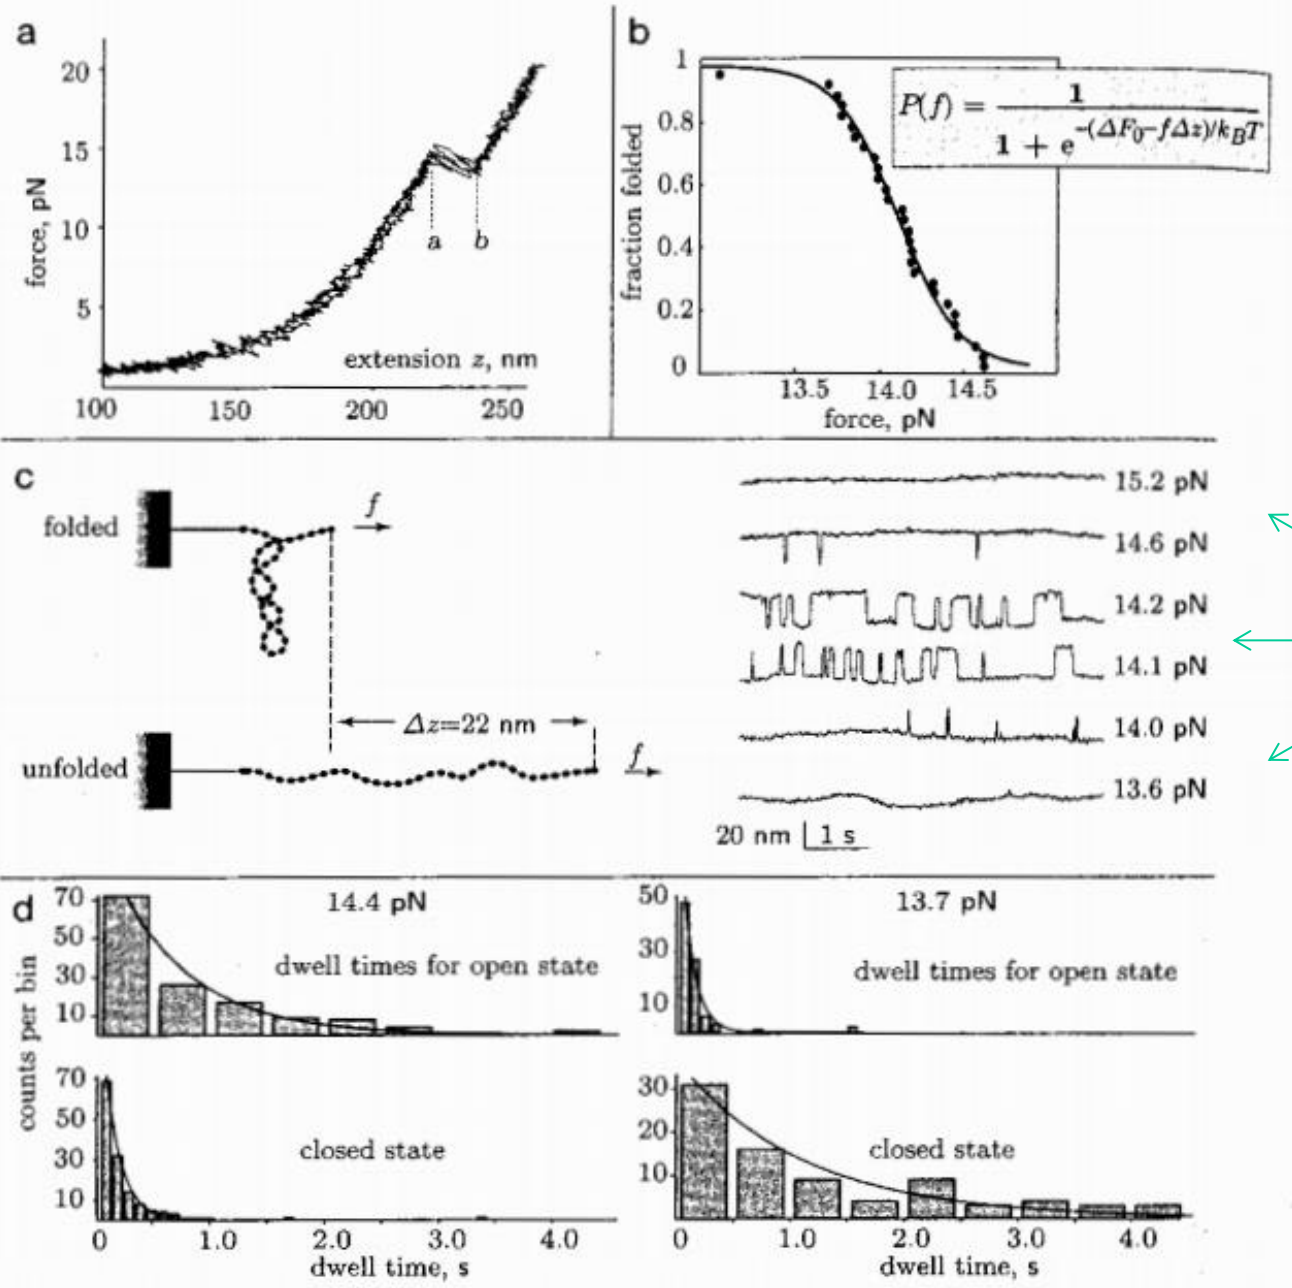 a
20
15
10
5
force, pN
a
b
extension z, nm
100 150 200 250
b
1
0.8
0.6
0.4
0.2
0
fraction folded
P(f) = 1 / 1 + e^-(ΔF₀−fΔz)/k_BT
13.5 14.0 14.5
force, pN
c
folded
f
Δz=22 nm
unfolded
f
15.2 pN
14.6 pN
14.2 pN
14.1 pN
14.0 pN
13.6 pN
20 nm 1 s
d
14.4 pN
70
50
30
10
dwell times for open state
13.7 pN
50
30
10
dwell times for open state
counts per bin
70
50
30
10
closed state
0 1.0 2.0 3.0 4.0
dwell time, s
30
20
10
closed state
0 1.0 2.0 3.0 4.0
dwell time, s